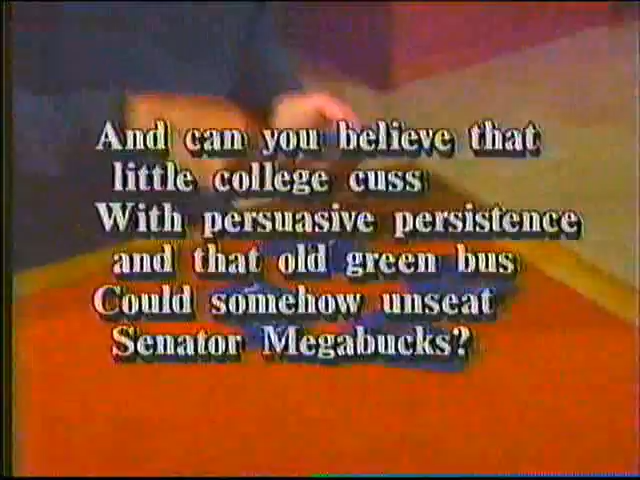 And can you believe that
little college cuss
With persuasive persistence
and that old green bus
Could somehow unseat
Senator Megabucks?